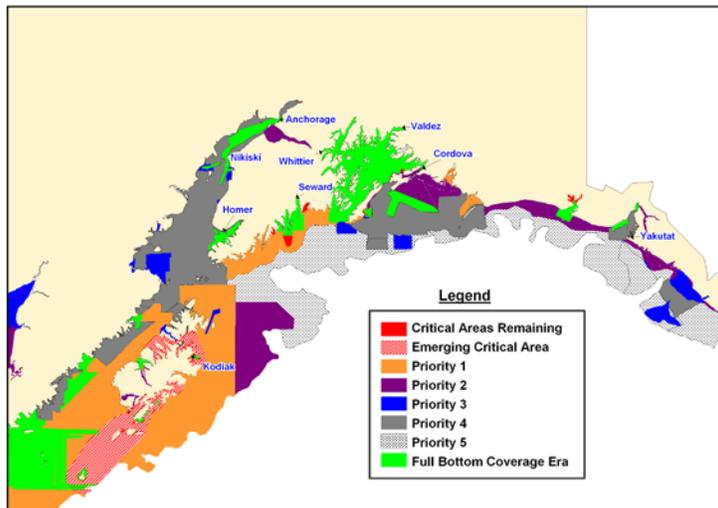 Anchorage
Valdez
Nikiski
Whittier
Cordova
Seward
Homer
Yakutat
Kodiak
Legend
Critical Areas Remaining
Emerging Critical Area
Priority 1
Priority 2
Priority 3
Priority 4
Priority 5
Full Bottom Coverage Era